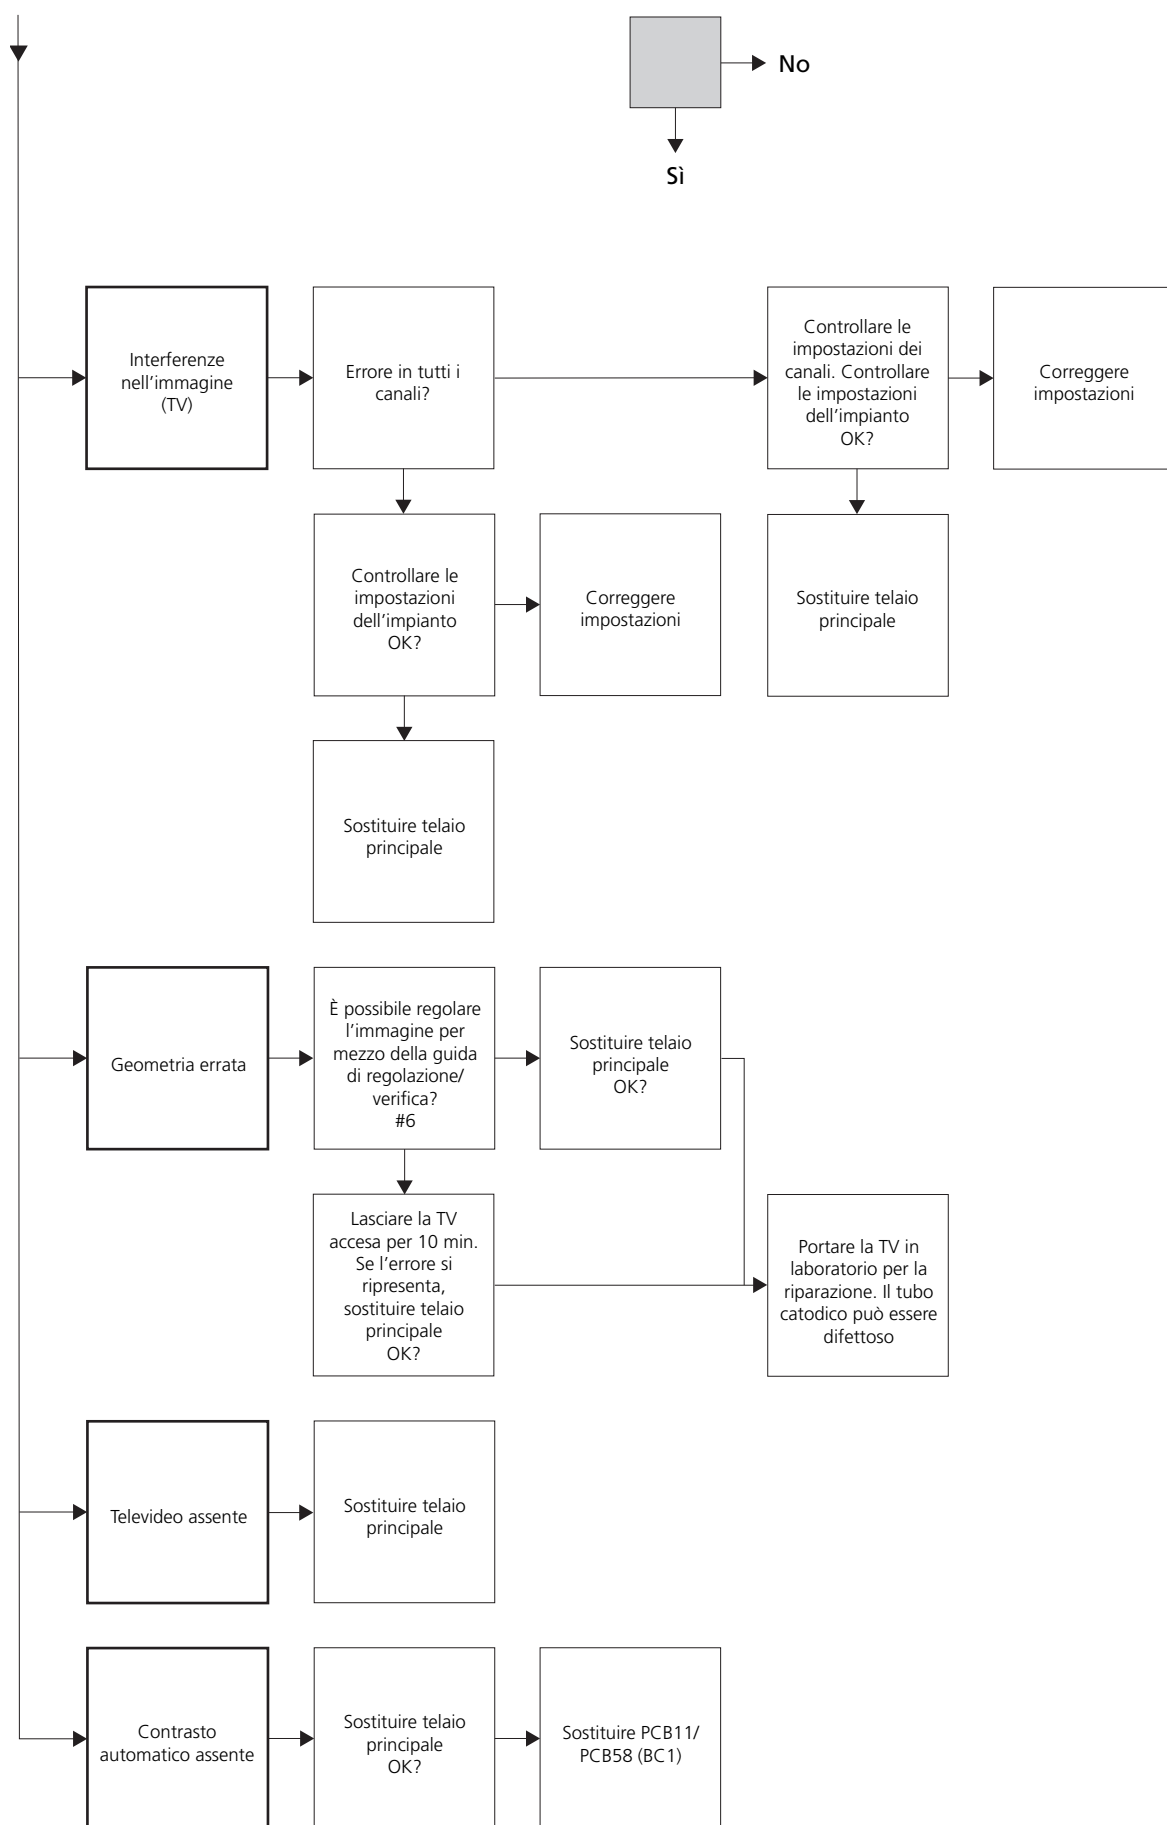 No
Sì
Interferenze
nell'immagine
(TV)
Errore in tutti i
canali?
Controllare le
impostazioni dei
canali. Controllare
le impostazioni
dell'impianto
OK?
Correggere
impostazioni
Controllare le
impostazioni
dell'impianto
OK?
Correggere
impostazioni
Sostituire telaio
principale
Sostituire telaio
principale
Geometria errata
È possibile regolare
l'immagine per
mezzo della guida
di regolazione/
verifica?
#6
Sostituire telaio
principale
OK?
Lasciare la TV
accesa per 10 min.
Se l'errore si
ripresenta,
sostituire telaio
principale
OK?
Portare la TV in
laboratorio per la
riparazione. Il tubo
catodico può essere
difettoso
Televideo assente
Sostituire telaio
principale
Contrasto
automatico assente
Sostituire telaio
principale
OK?
Sostituire PCB11/
PCB58 (BC1)